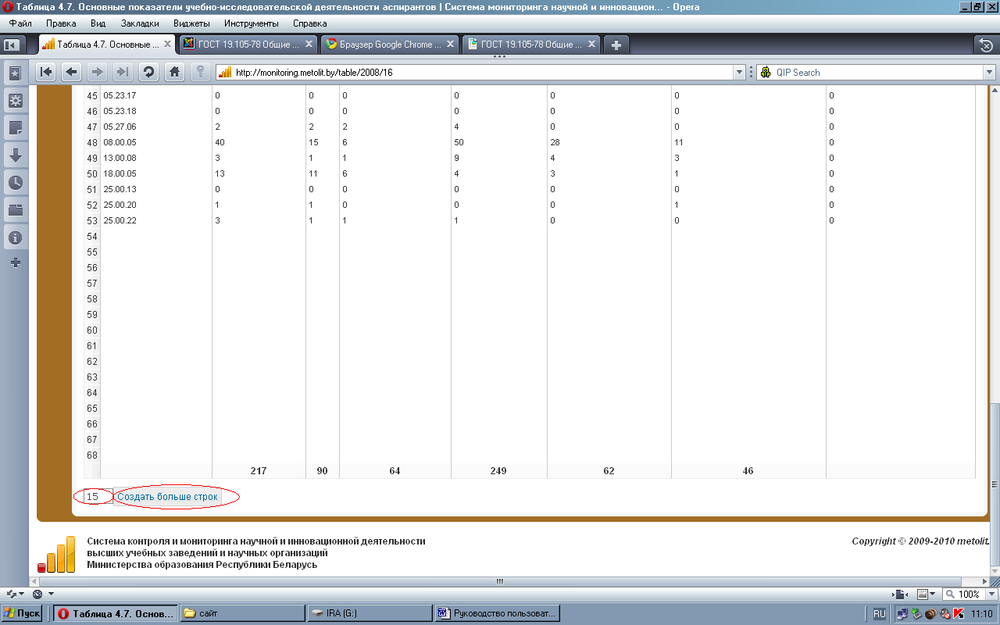 Таблица 4.7. Основные показатели учебно-исследовательской деятельности аспирантов | Система мониторинга научной и инновацион... - Opera
Файл Правка Вид Закладки Виджеты Инструменты Справка
Таблица 4.7. Основные ... ГОСТ 19.105-78 Общие ... Браузер Google Chrome ... ГОСТ 19.105-78 Общие ...
http://monitoring.metolit.by/table/2008/16 QIP Search
45 05.23.17 0 0 0 0 0 0 0
46 05.23.18 0 0 0 0 0 0 0
47 05.27.06 2 2 2 4 0 0 0
48 08.00.05 40 15 6 50 28 11 0
49 13.00.08 3 1 1 9 4 3 0
50 18.00.05 13 11 6 4 3 1 0
51 25.00.13 0 0 0 0 0 0 0
52 25.00.20 1 1 0 0 0 1 0
53 25.00.22 3 1 1 1 0 0 0
54
55
56
57
58
59
60
61
62
63
64
65
66
67
68
217 90 64 249 62 46
15 Создать больше строк
Система контроля и мониторинга научной и инновационной деятельности
высших учебных заведений и научных организаций
Министерства образования Республики Беларусь
Copyright © 2009-2010 metolit.
100%
Пуск Таблица 4.7. Основ... сайт IRA (G:) Руководство пользоват... RU 11:10